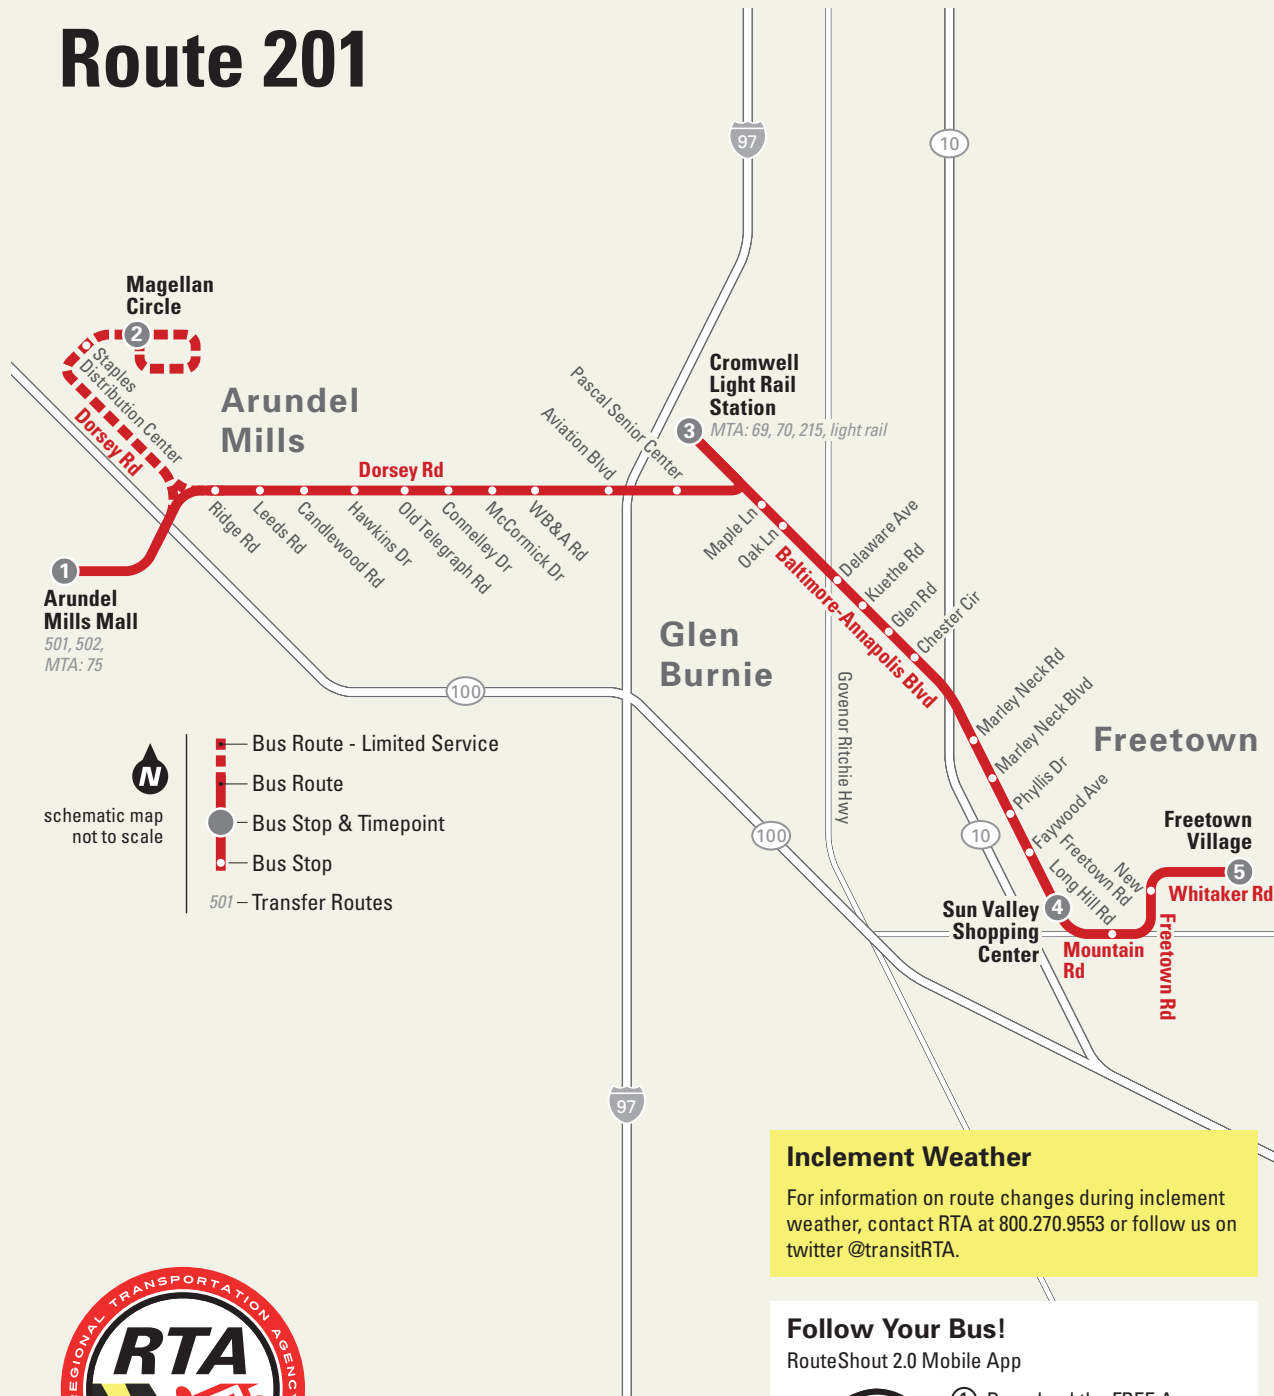 Route 201
97
10
Magellan
Circle
2
Staples
Distribution Center
Dorsey Rd
Arundel
Mills
Dorsey Rd
Pascal Senior Center
Aviation Blvd
Cromwell
Light Rail
Station
3
MTA: 69, 70, 215, light rail
Ridge Rd
Leeds Rd
Candlewood Rd
Hawkins Dr
Old Telegraph Rd
Connelley Dr
McCormick Dr
WB&A Rd
Maple Ln
Oak Ln
Delaware Ave
Kuethe Rd
Glen Rd
Chester Cir
Baltimore-Annapolis Blvd
1
Arundel
Mills Mall
501, 502,
MTA: 75
Glen
Burnie
100
Govenor Ritchie Hwy
Marley Neck Rd
Marley Neck Blvd
Phyllis Dr
Faywood Ave
Freetown
100
10
New
Freetown Rd
Long Hill Rd
Freetown
Village
5
Whitaker Rd
Sun Valley
Shopping
Center
4
Mountain
Rd
Freetown Rd
N
schematic map
not to scale
Bus Route - Limited Service
Bus Route
Bus Stop & Timepoint
Bus Stop
501 – Transfer Routes
97
Inclement Weather
For information on route changes during inclement
weather, contact RTA at 800.270.9553 or follow us on
twitter @transitRTA.
Follow Your Bus!
RouteShout 2.0 Mobile App
REGIONAL TRANSPORTATION AGENCY
RTA